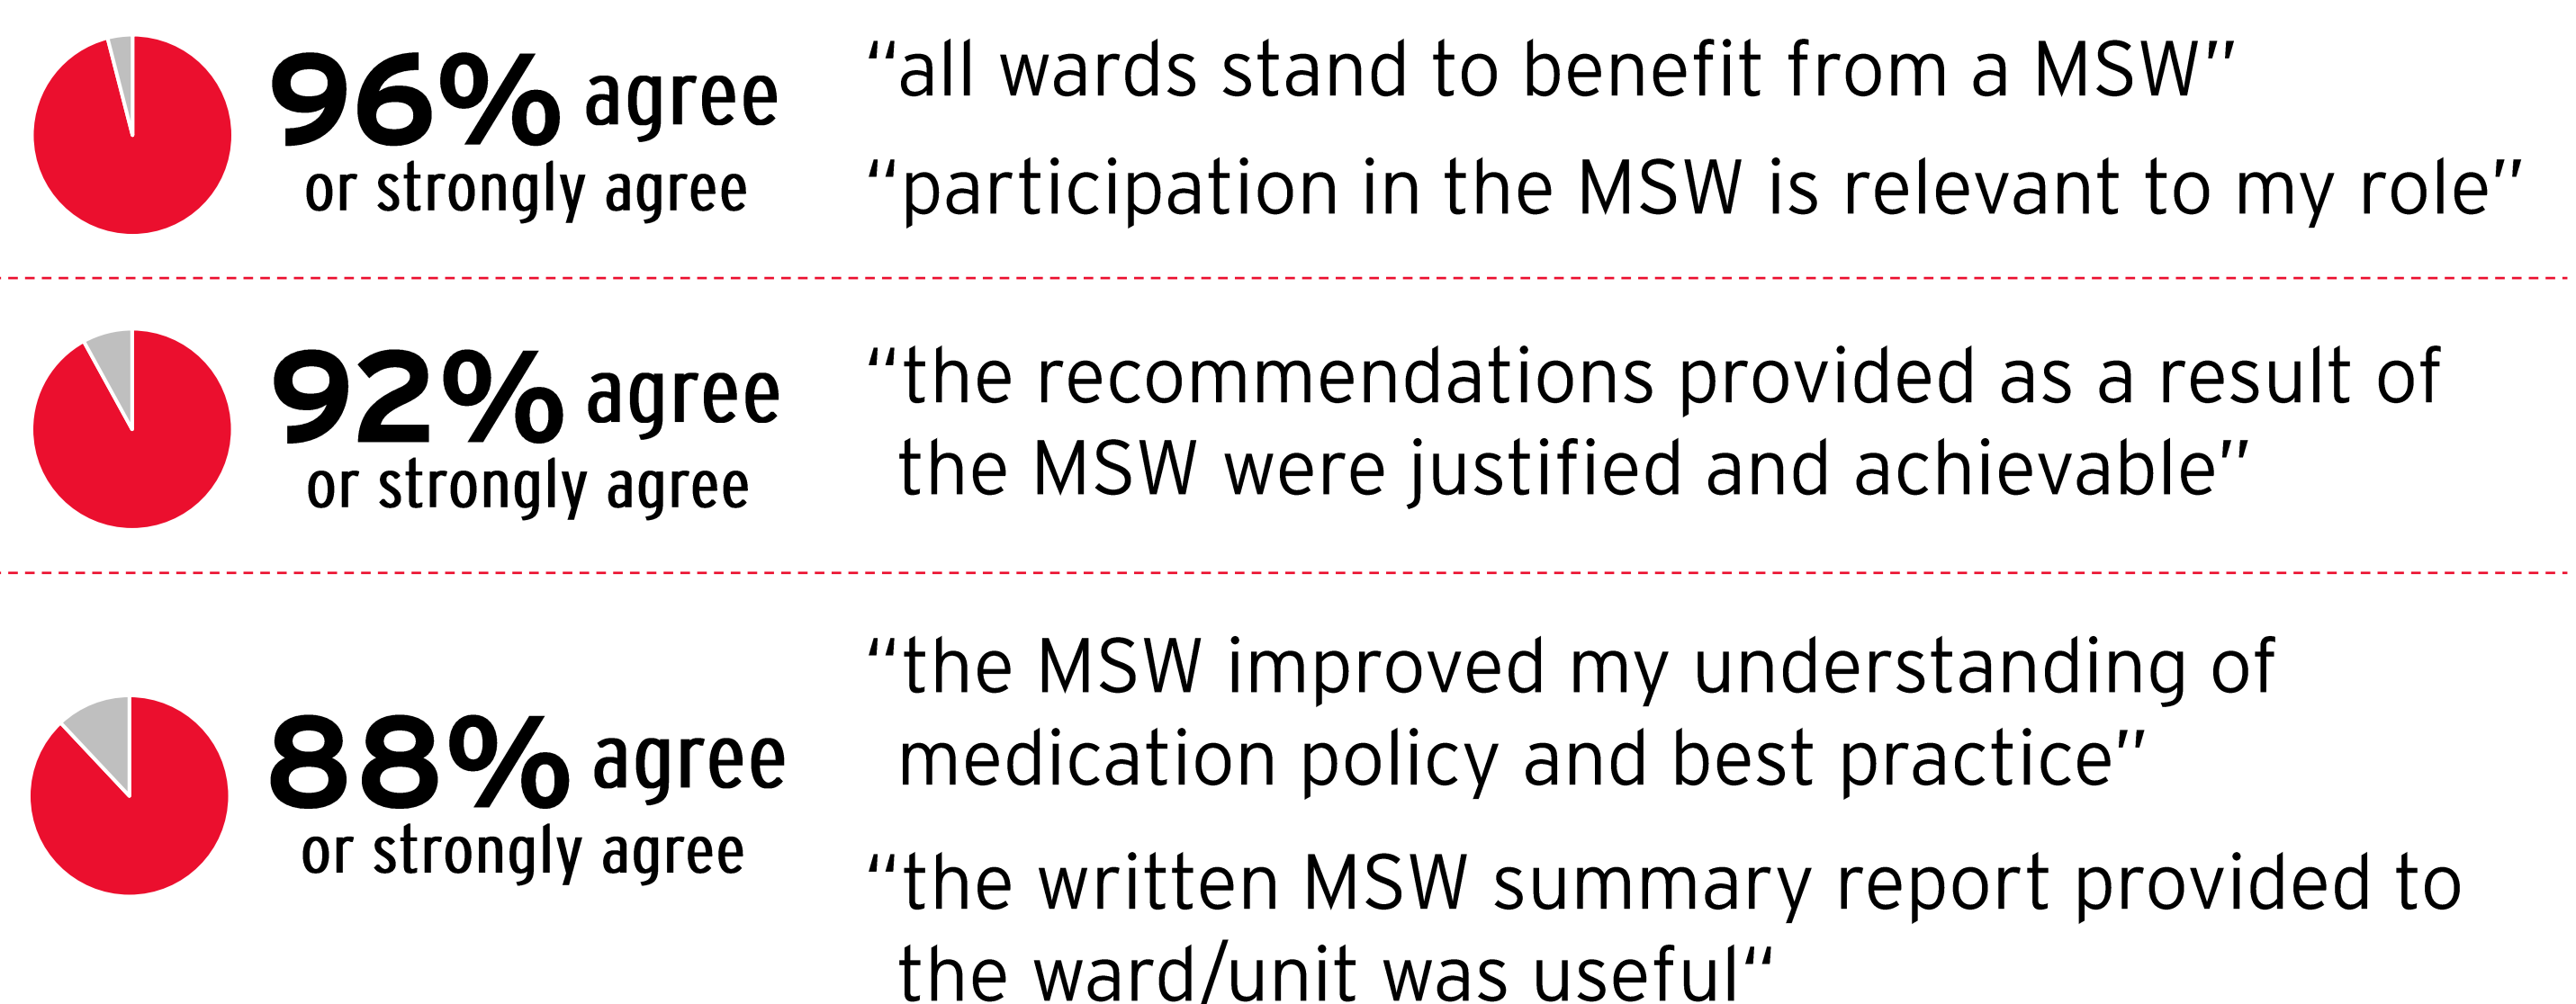 96% agree
or strongly agree
“all wards stand to benefit from a MSW”
“participation in the MSW is relevant to my role”
92% agree
or strongly agree
“the recommendations provided as a result of
the MSW were justified and achievable”
88% agree
or strongly agree
“the MSW improved my understanding of
medication policy and best practice”
“the written MSW summary report provided to
the ward/unit was useful“